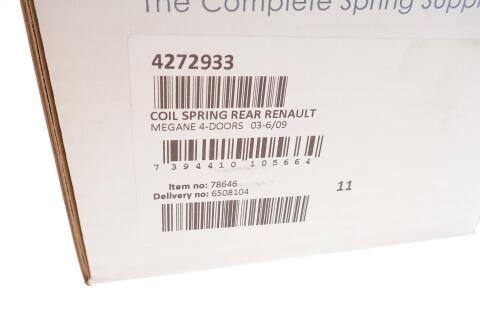 The Complete Spring
4272933
COIL SPRING REAR RENAULT
MEGANE 4-DOORS 03-6/09
7 394410 105664
Item no: 78646
11
Delivery no: 6508104